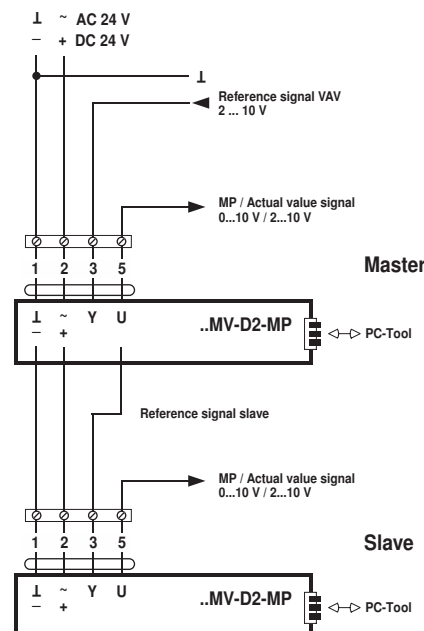 ⊥ ~ AC 24 V
– + DC 24 V
⊥
Reference signal VAV
2 ... 10 V
MP / Actual value signal
0...10 V / 2...10 V
1 2 3 5
Master
⊥ ~ Y U
– +
..MV-D2-MP
PC-Tool
Reference signal slave
MP / Actual value signal
0...10 V / 2...10 V
1 2 3 5
Slave
⊥ ~ Y U
– +
..MV-D2-MP
PC-Tool